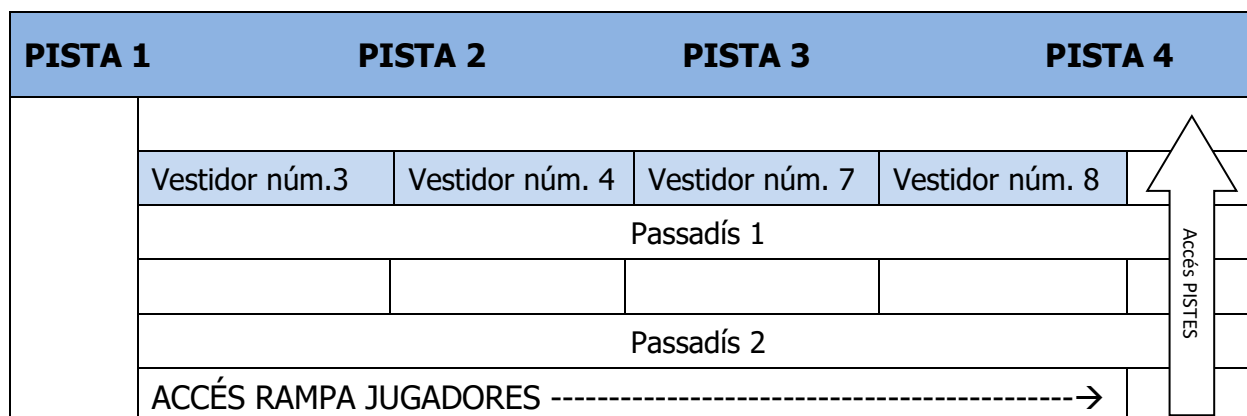 PISTA 1 PISTA 2 PISTA 3 PISTA 4
Vestidor núm.3 Vestidor núm. 4 Vestidor núm. 7 Vestidor núm. 8
Passadís 1
Accés PISTES
Passadís 2
ACCÉS RAMPA JUGADORES -------------------------------------------→